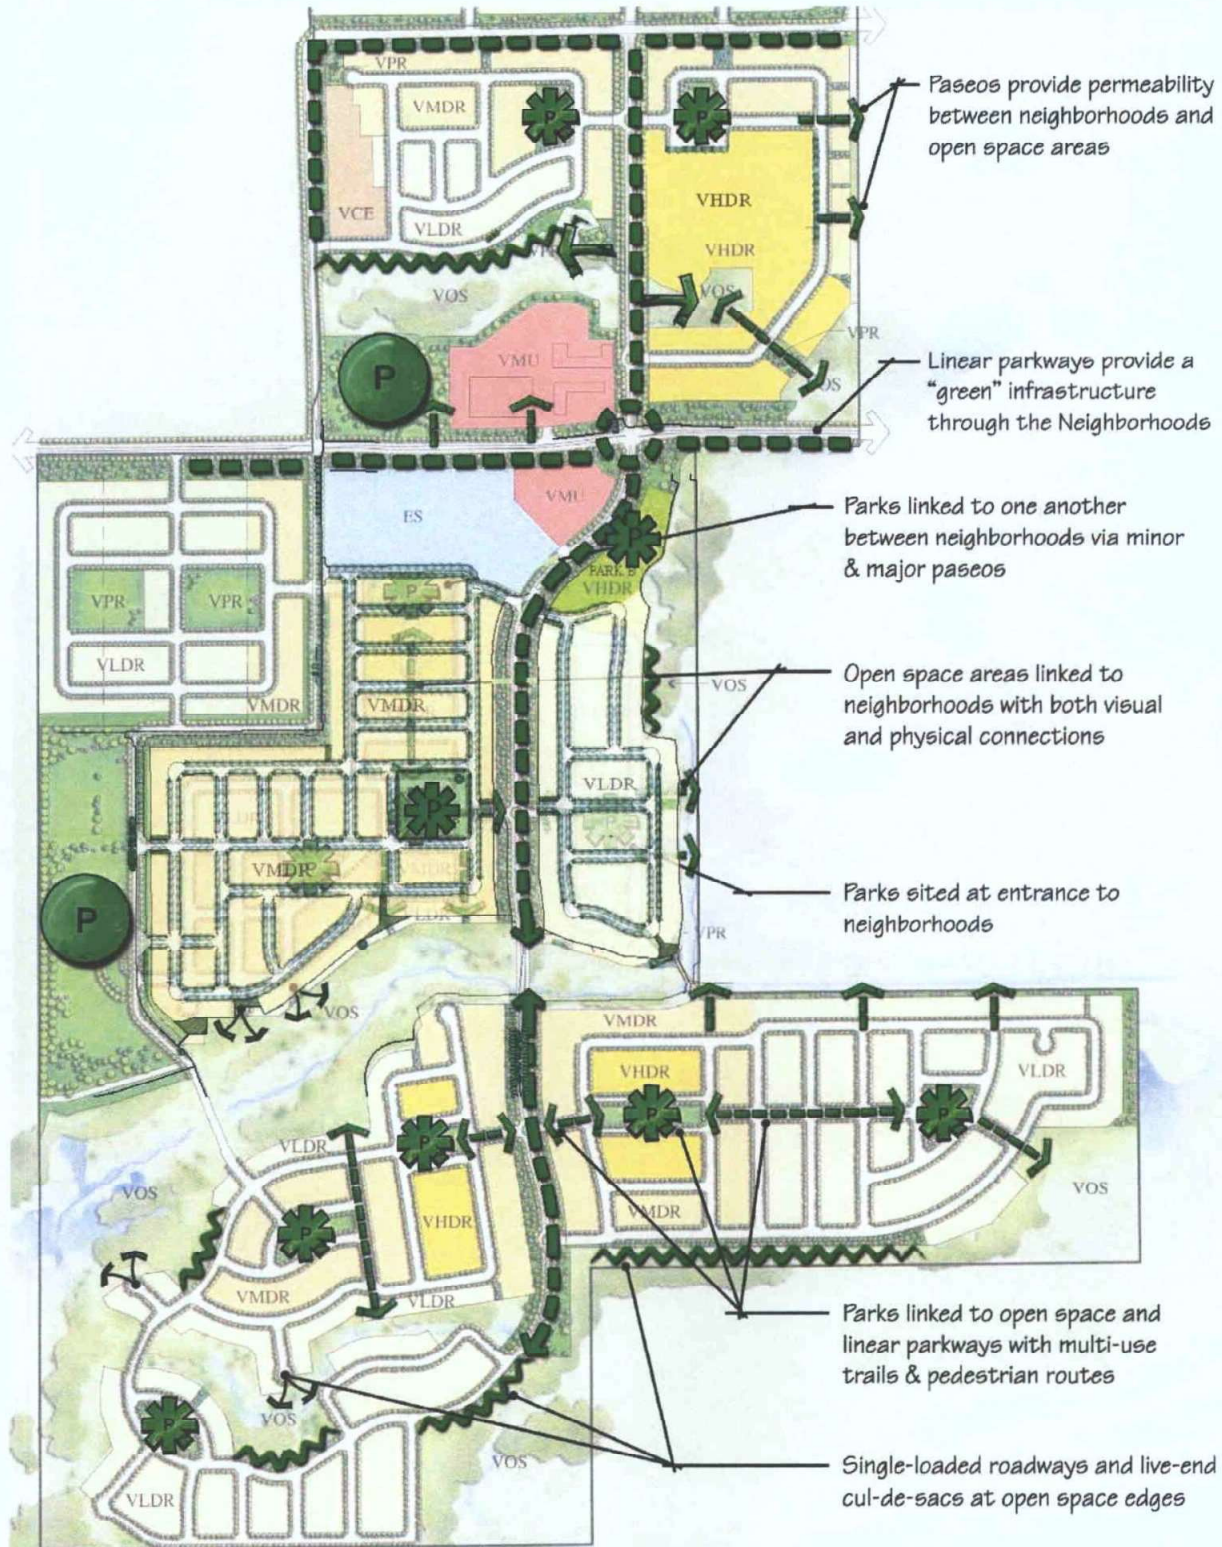 VPR
VMDR
P
P
Paseos provide permeability
between neighborhoods and
open space areas
VHDR
VCE
VLDR
VHDR
VOS
VOS
VPR
VMU
P
Linear parkways provide a
"green" infrastructure
through the Neighborhoods
VMU
ES
Parks linked to one another
between neighborhoods via minor
& major paseos
P
VHDR
P
VPR
VPR
VLDR
VOS
Open space areas linked to
neighborhoods with both visual
and physical connections
VMDR
VMDR
VLDR
P
VMDR
VMDR
P
Parks sited at entrance to
neighborhoods
VPR
VOS
VMDR
VHDR
VLDR
P
P
P
VLDR
VOS
VOS
P
VHDR
VMDR
VMDR
VLDR
Parks linked to open space and
linear parkways with multi-use
trails & pedestrian routes
P
VOS
VOS
VLDR
Single-loaded roadways and live-end
cul-de-sacs at open space edges